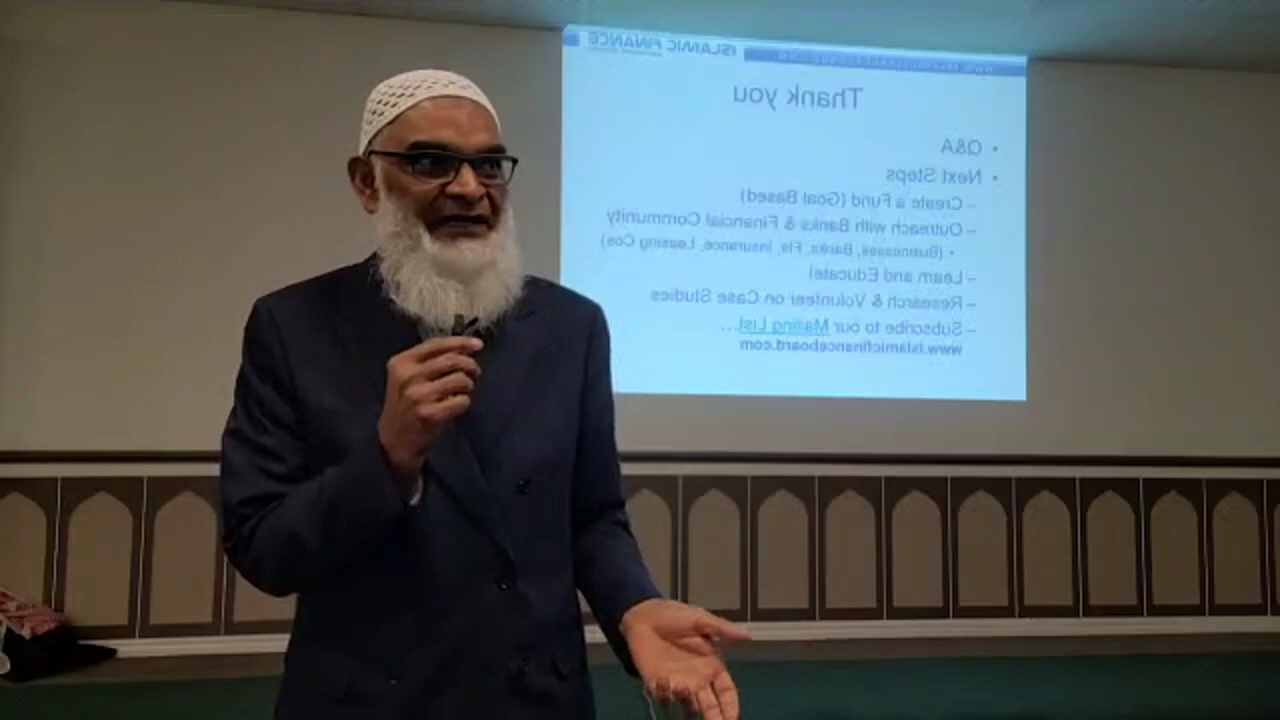 ISLAMIC FINANCE
Thank you
• Q&A
• Next Steps
– Create a Fund (Goal Based)
– Outreach with Banks & Financial Community
• (Businesses, Banks, FIs, Insurance, Leasing Cos)
– Learn and Educate!
– Research & Volunteer on Case Studies
– Subscribe to our Mailing List…
www.islamicfinanceboard.com